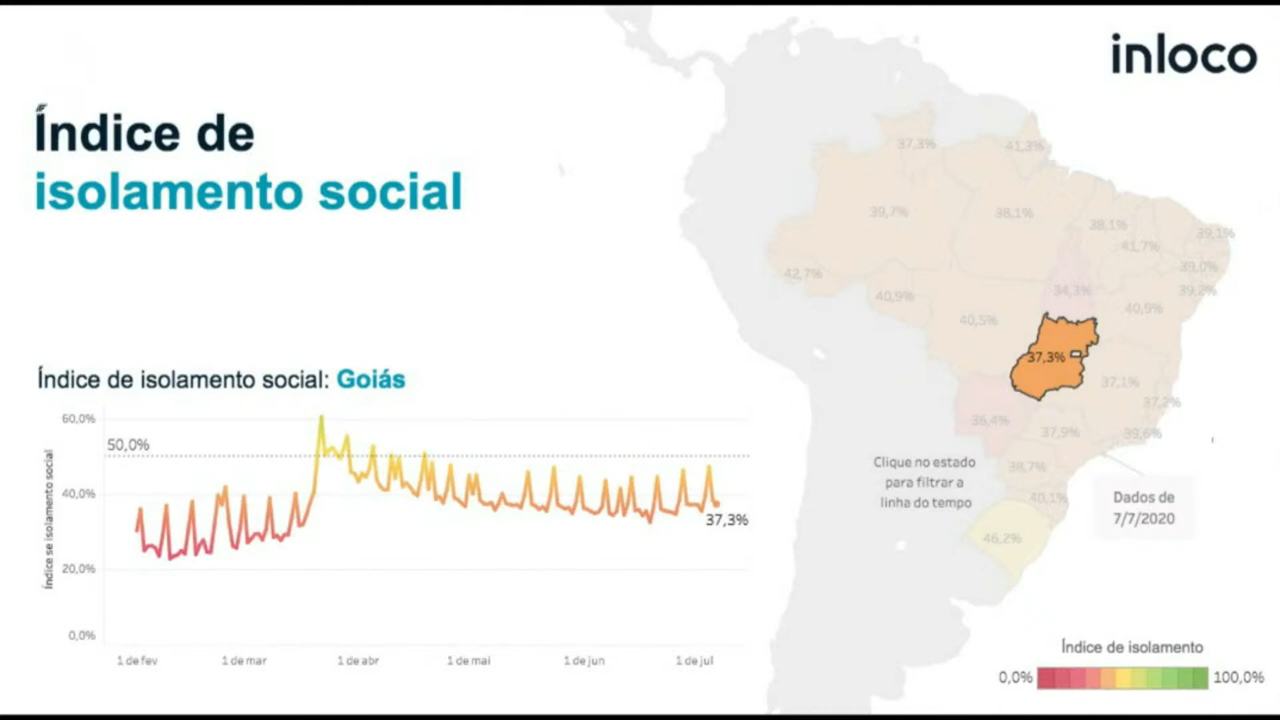 inloco
Índice de
isolamento social
Índice de isolamento social: Goiás
Índice se isolamento social
60,0%
50,0%
40,0%
20,0%
0,0%
37,3%
1 de fev
1 de mar
1 de abr
1 de mai
1 de jun
1 de jul
37,3%
41,3%
39,7%
38,1%
38,1%
39,1%
41,7%
39,0%
42,7%
34,3%
39,2%
40,9%
40,9%
40,5%
37,3%
37,1%
37,2%
36,4%
37,9%
39,6%
38,7%
40,1%
46,2%
Clique no estado
para filtrar a
linha do tempo
Dados de
7/7/2020
Índice de isolamento
0,0%
100,0%